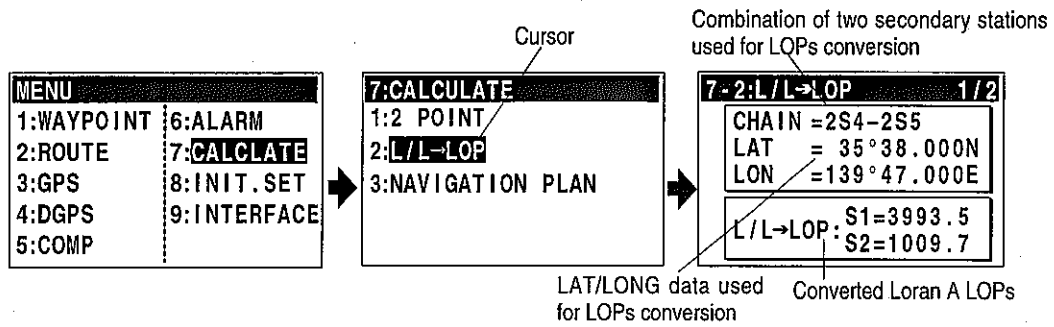 Combination of two secondary stations
used for LOPs conversion
Cursor
MENU
1:WAYPOINT 6:ALARM
2:ROUTE 7:CALCLATE
3:GPS 8:INIT.SET
4:DGPS 9:INTERFACE
5:COMP
7:CALCULATE
1:2 POINT
2:L/L→LOP
3:NAVIGATION PLAN
7-2:L/L→LOP 1/2
CHAIN =2S4-2S5
LAT = 35°38.000N
LON =139°47.000E
L/L→LOP: S1=3993.5
S2=1009.7
LAT/LONG data used
for LOPs conversion
Converted Loran A LOPs